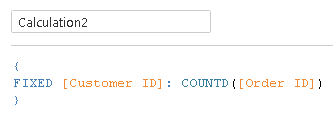 Calculation2
{
FIXED [Customer ID]: COUNTD([Order ID])
}